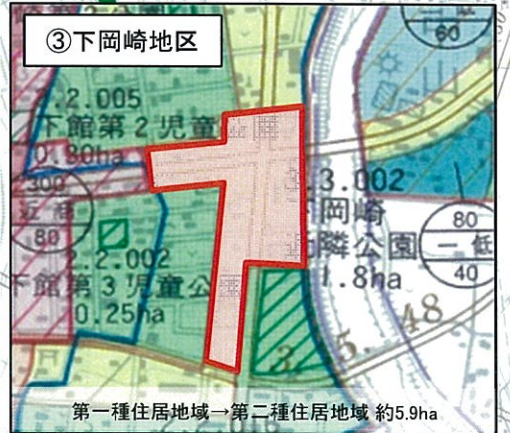 ③下岡崎地区
60
.2.005
下館第2児童
0.80ha
300
近商
80
.3.002
岡崎
隣公園
1.8ha
80
一低
40
2.2.002
下館第3児童公
0.25ha
3. 5. 48
第一種住居地域→第二種住居地域 約5.9ha